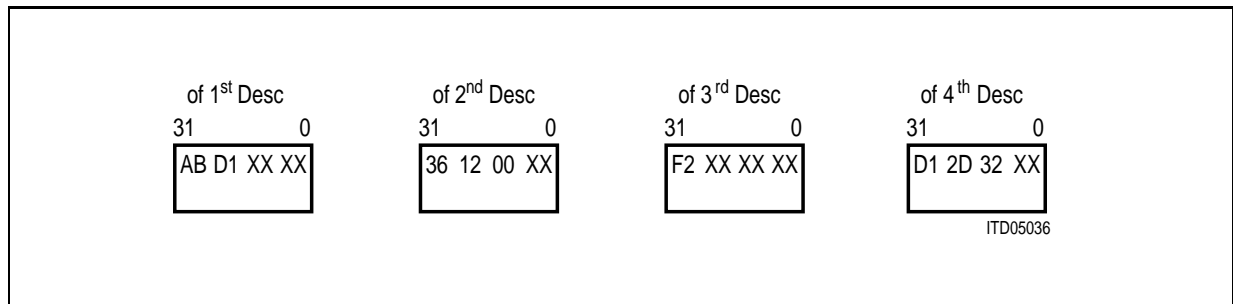 of 1st Desc of 2nd Desc of 3rd Desc of 4th Desc
31 0 31 0 31 0 31 0
AB D1 XX XX 36 12 00 XX F2 XX XX XX D1 2D 32 XX
ITD05036